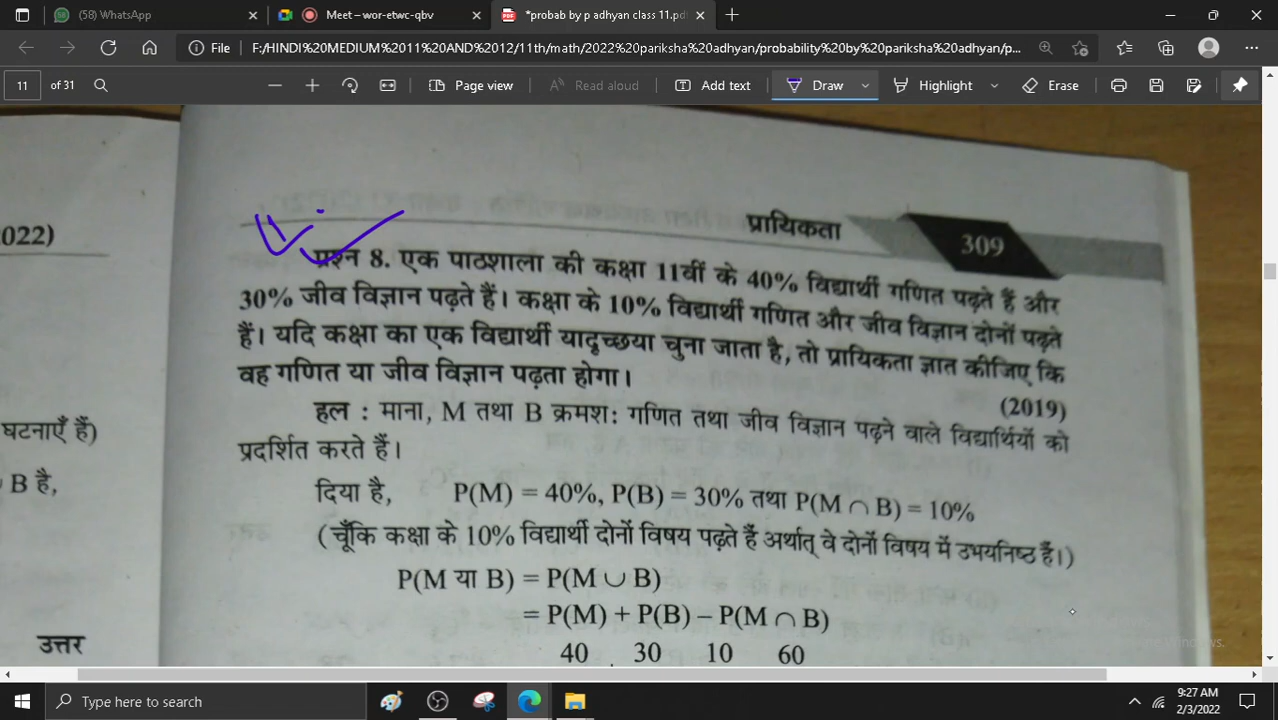 (58) WhatsApp
Meet – wor-etwc-qbv
*probab by p adhyan class 11.pd
File
F:/HINDI%20MEDIUM%2011%20AND%2012/11th/math/2022%20pariksha%20adhyan/probability%20by%20pariksha%20adhyan/p...
11 of 31
Page view
Read aloud
Add text
Draw
Highlight
Erase
022)
प्रायिकता 309
प्रश्न 8. एक पाठशाला की कक्षा 11वीं के 40% विद्यार्थी गणित पढ़ते हैं और
30% जीव विज्ञान पढ़ते हैं। कक्षा के 10% विद्यार्थी गणित और जीव विज्ञान दोनों पढ़ते
हैं। यदि कक्षा का एक विद्यार्थी यादृच्छया चुना जाता है, तो प्रायिकता ज्ञात कीजिए कि
वह गणित या जीव विज्ञान पढ़ता होगा।
(2019)
हल : माना, M तथा B क्रमश: गणित तथा जीव विज्ञान पढ़ने वाले विद्यार्थियों को
प्रदर्शित करते हैं।
घटनाएँ हैं)
B है,
दिया है, P(M) = 40%, P(B) = 30% तथा P(M ∩ B) = 10%
(चूँकि कक्षा के 10% विद्यार्थी दोनों विषय पढ़ते हैं अर्थात् वे दोनों विषय में उभयनिष्ठ हैं।)
P(M या B) = P(M ∪ B)
= P(M) + P(B) – P(M ∩ B)
उत्तर
40 30 10 60
Type here to search
9:27 AM
2/3/2022